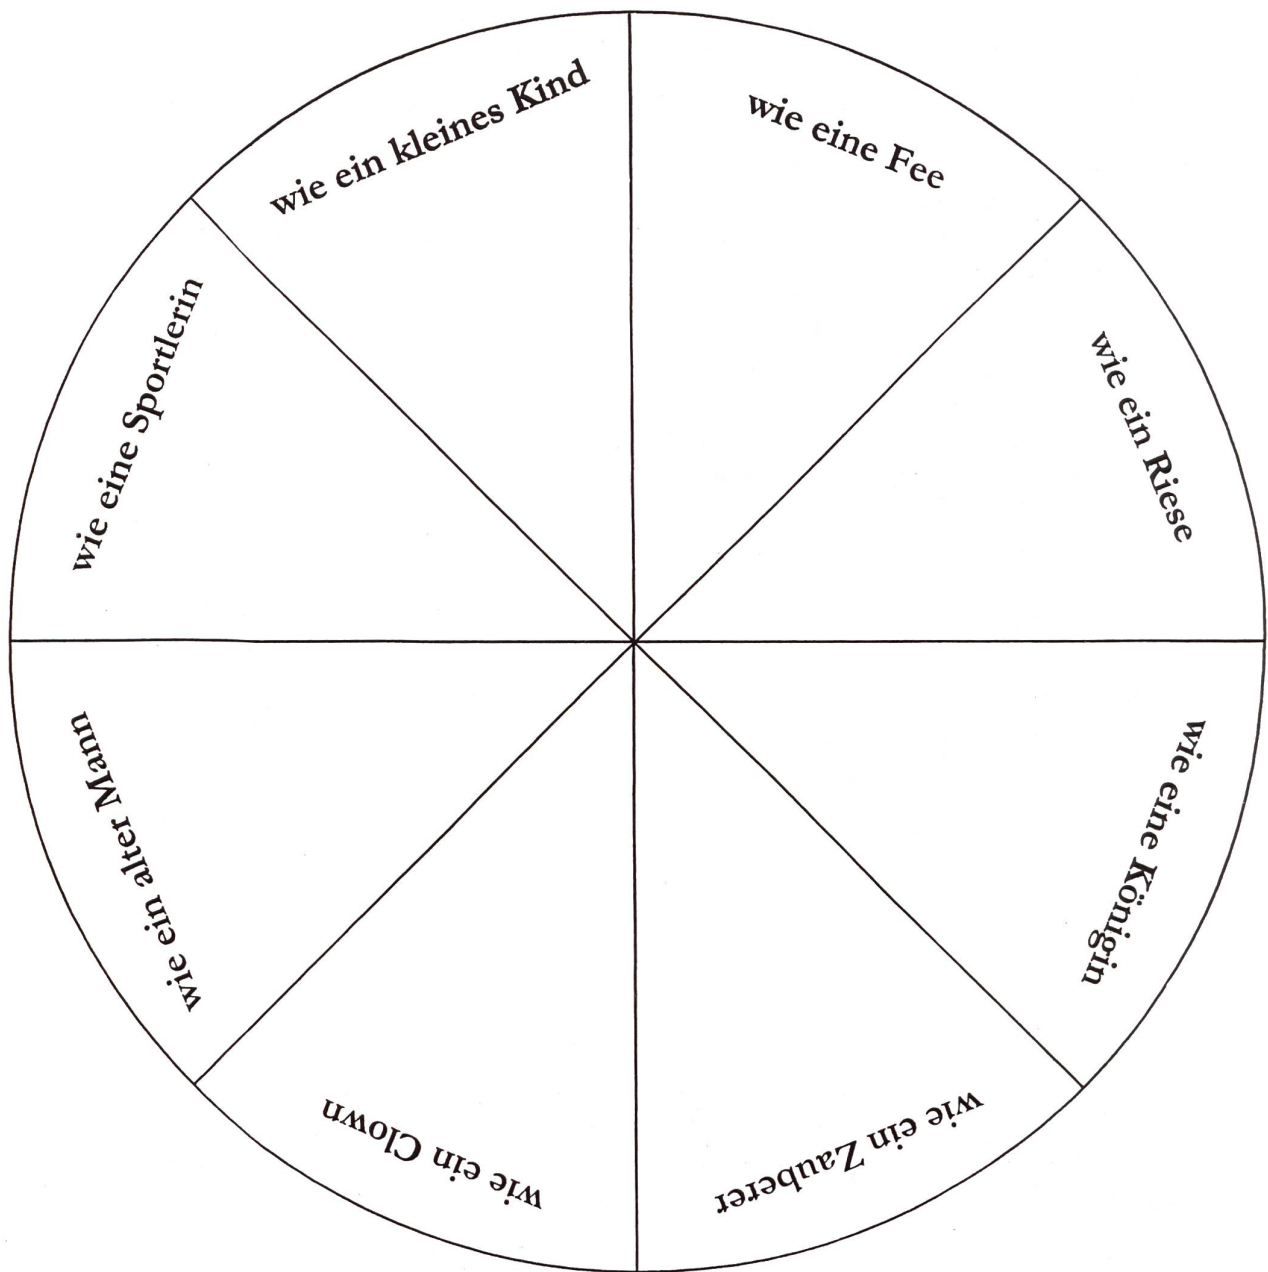 wie eine Fee
wie ein Riese
wie eine Königin
wie ein Zauberer
wie ein Clown
wie ein alter Mann
wie eine Sportlerin
wie ein kleines Kind